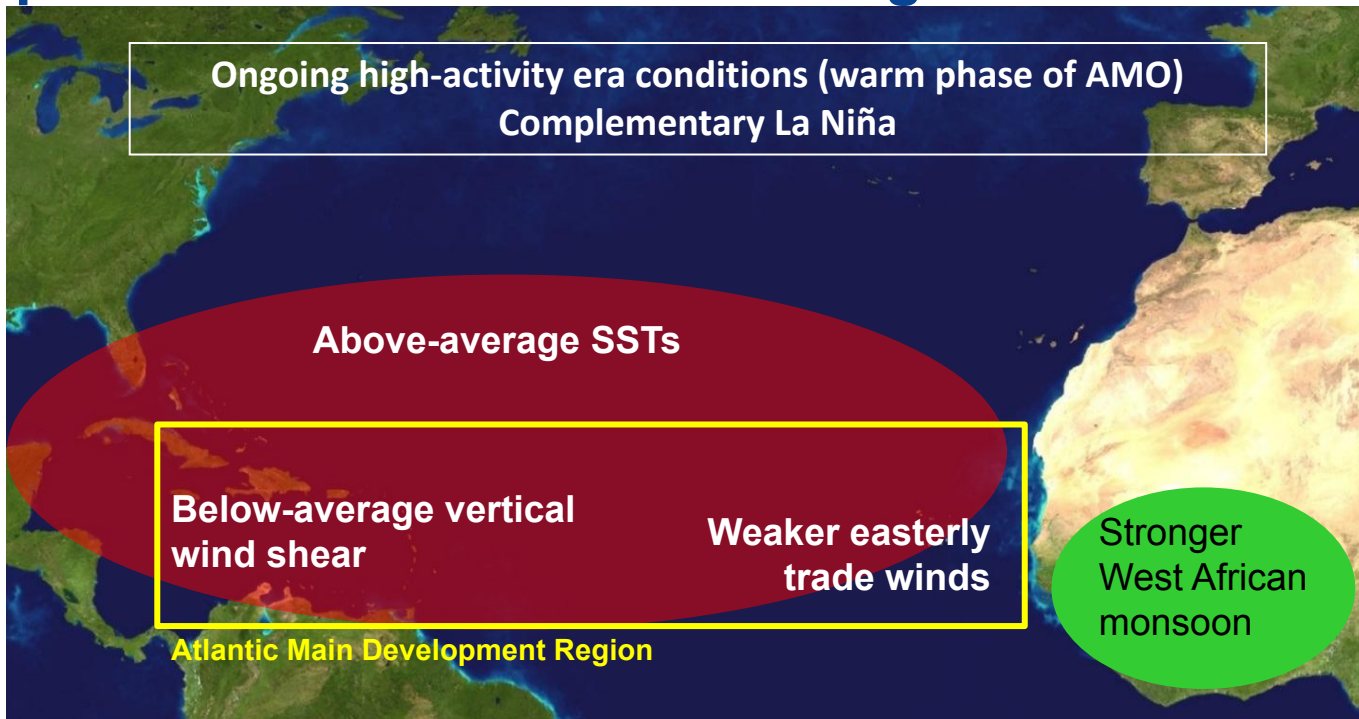 Ongoing high-activity era conditions (warm phase of AMO)
Complementary La Niña
Above-average SSTs
Below-average vertical
wind shear
Weaker easterly
trade winds
Stronger
West African
monsoon
Atlantic Main Development Region